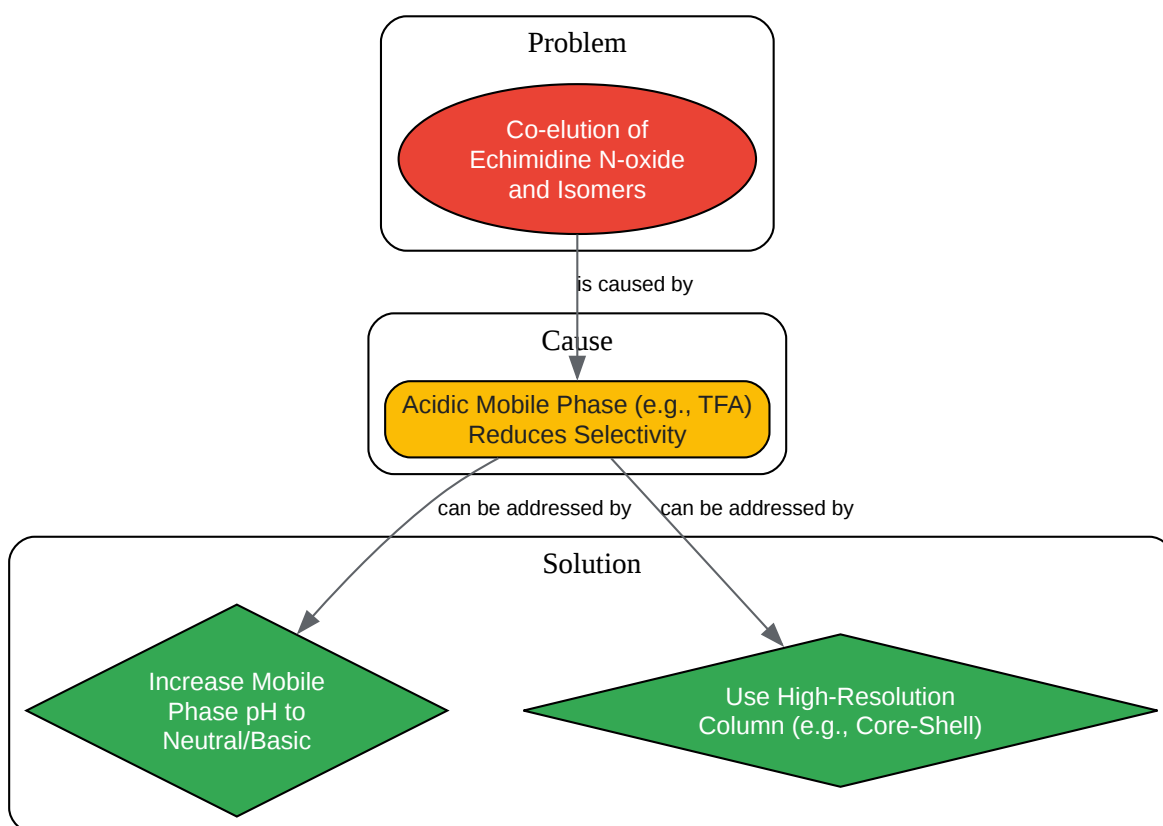 Problem
Co-elution of
Echimidine N-oxide
and Isomers
is caused by
Cause
Acidic Mobile Phase (e.g., TFA)
Reduces Selectivity
can be addressed by
can be addressed by
Solution
Increase Mobile
Phase pH to
Neutral/Basic
Use High-Resolution
Column (e.g., Core-Shell)